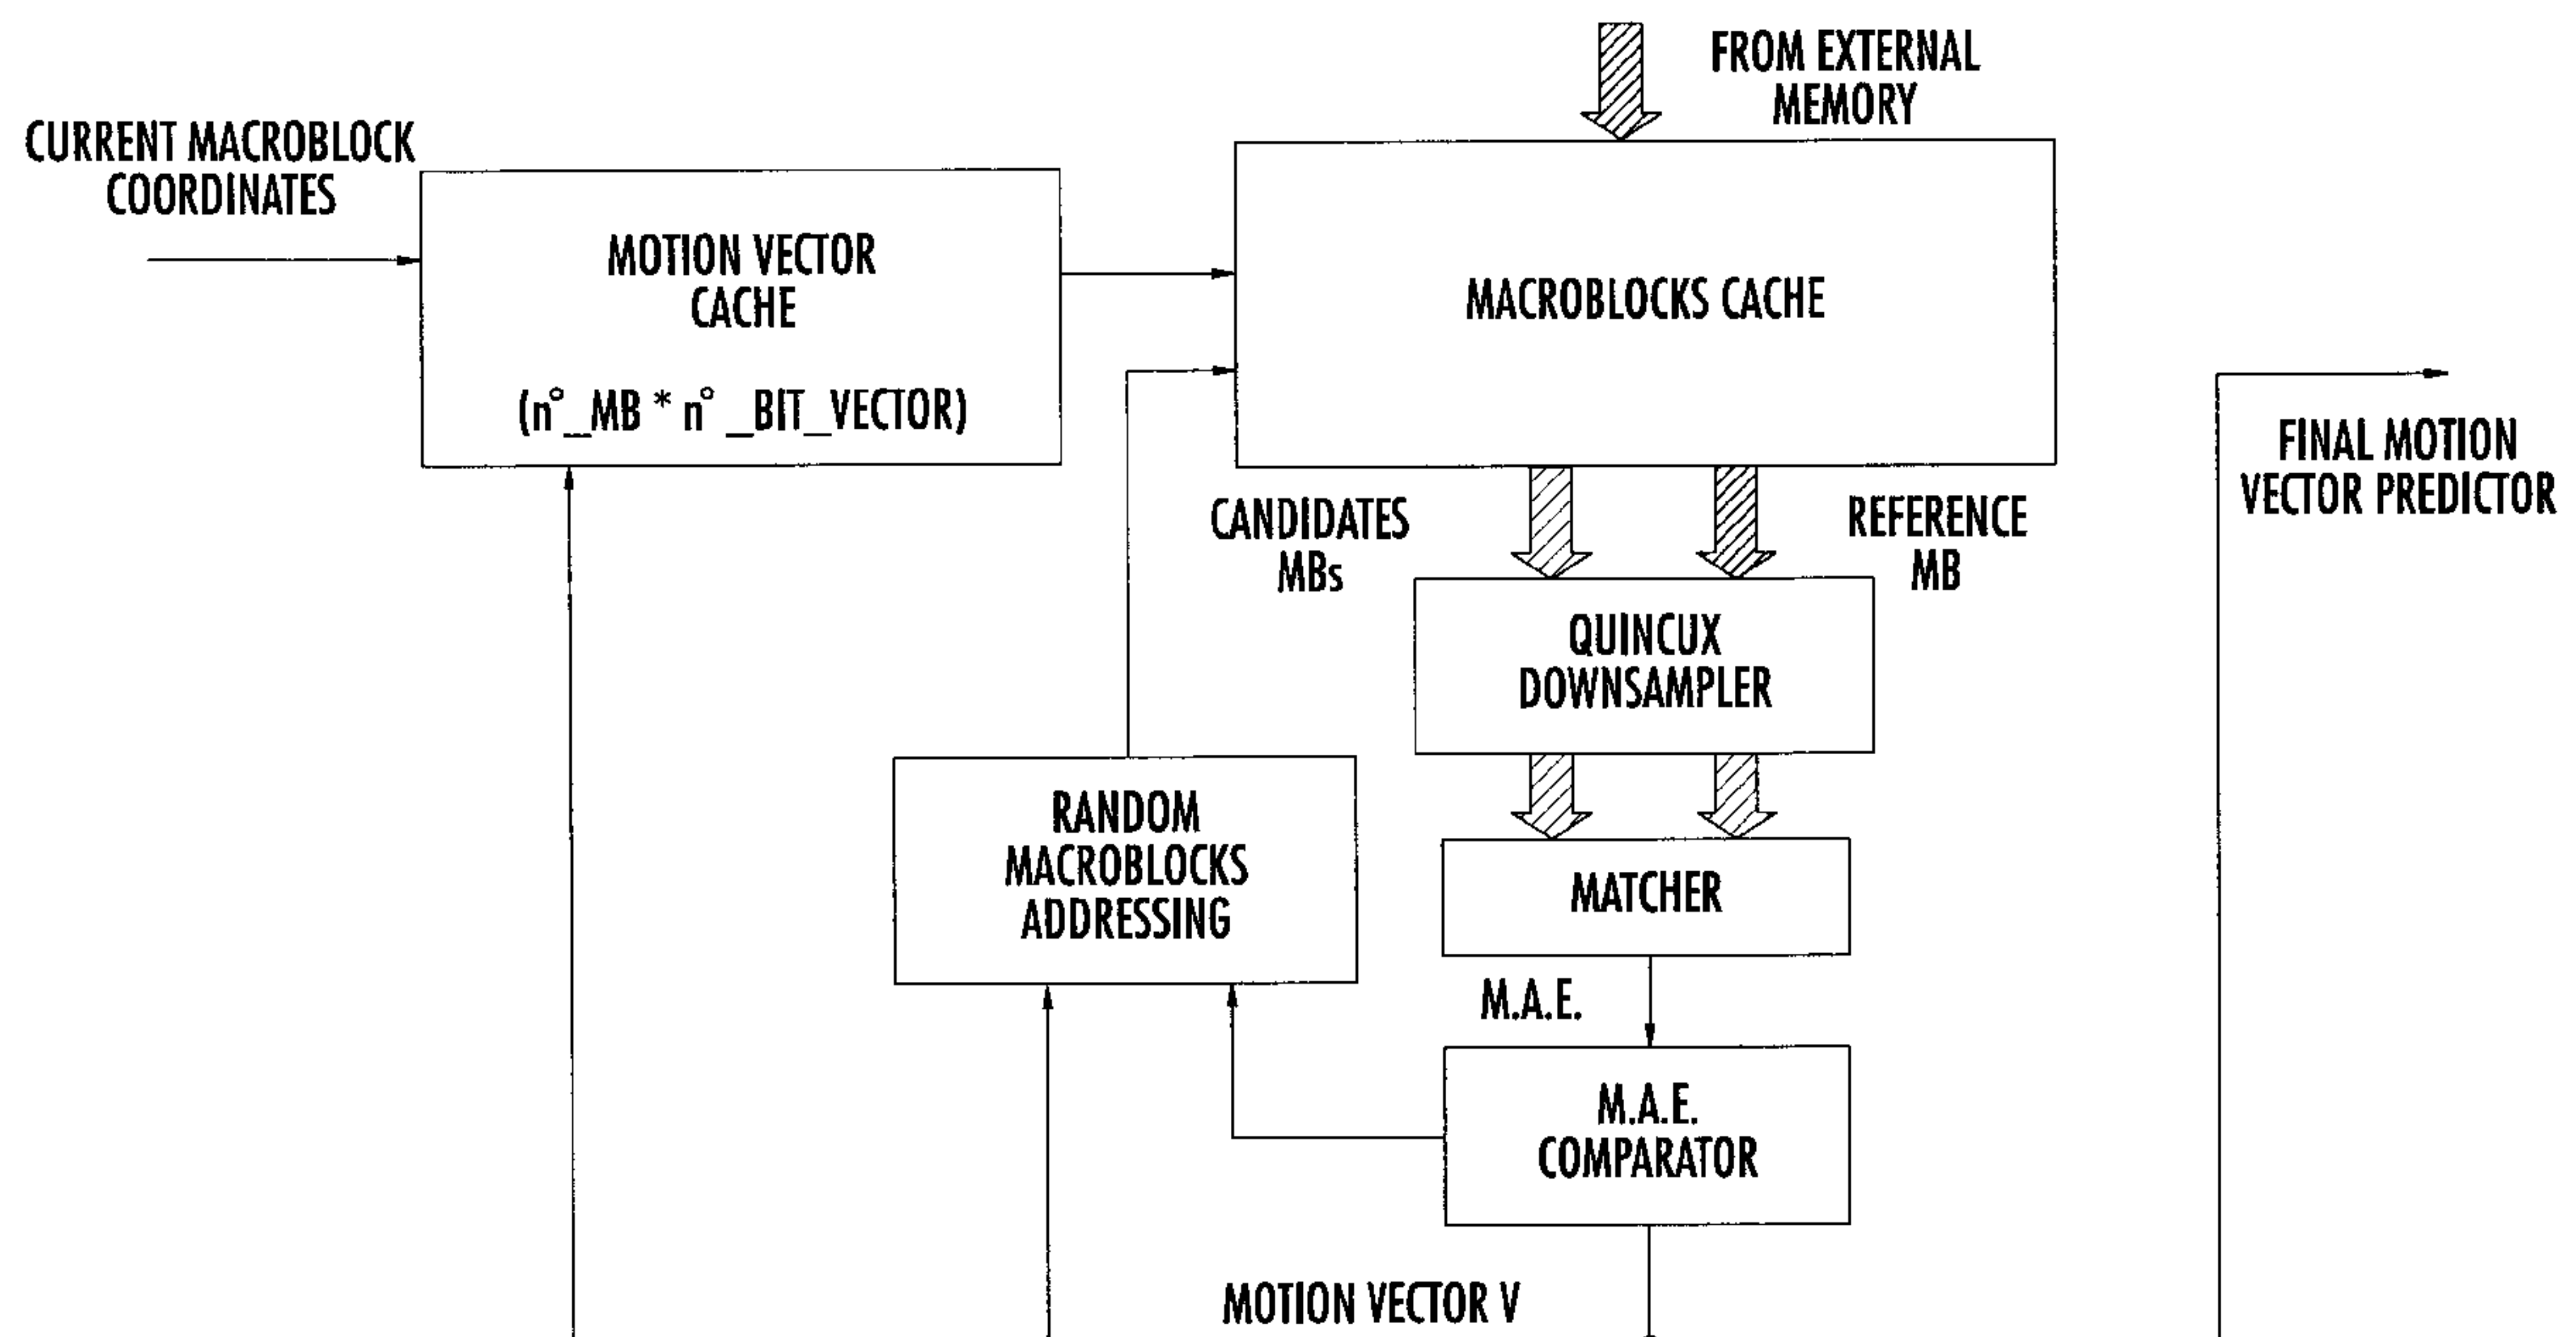 FROM EXTERNAL
MEMORY
CURRENT MACROBLOCK
COORDINATES
MOTION VECTOR
CACHE
(n°_MB * n°_BIT_VECTOR)
MACROBLOCKS CACHE
FINAL MOTION
VECTOR PREDICTOR
CANDIDATES
MBs
REFERENCE
MB
QUINCUX
DOWNSAMPLER
RANDOM
MACROBLOCKS
ADDRESSING
MATCHER
M.A.E.
M.A.E.
COMPARATOR
MOTION VECTOR V